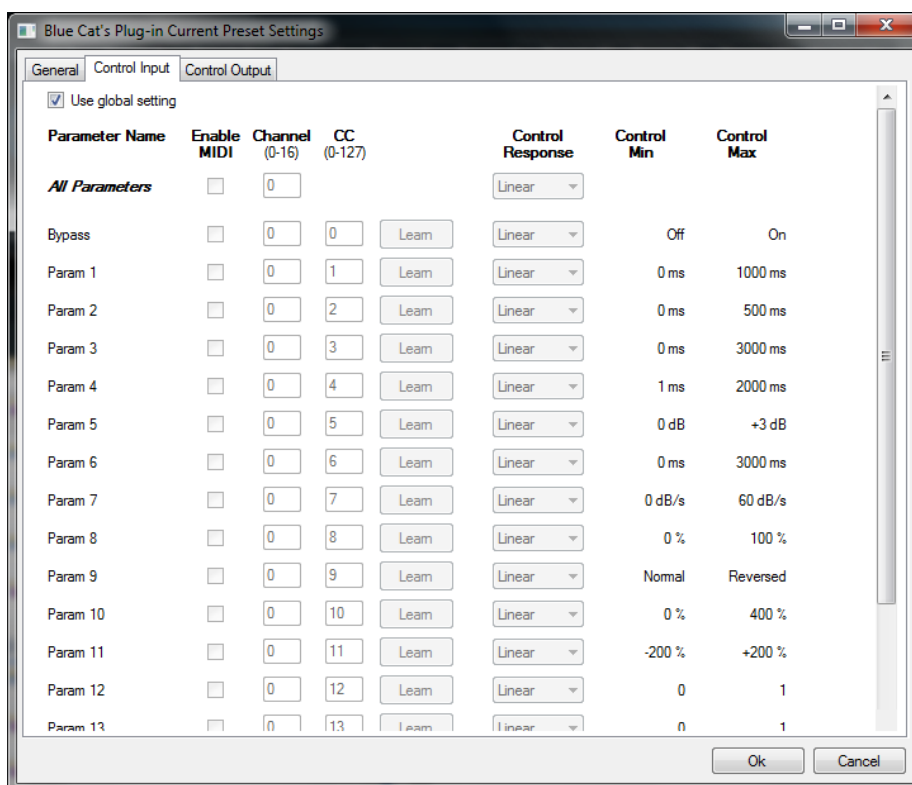 Blue Cat's Plug-in Current Preset Settings
General Control Input Control Output
Use global setting
Parameter Name Enable MIDI Channel (0-16) CC (0-127) Control Response Control Min Control Max
All Parameters 0 Linear
Bypass 0 0 Learn Linear Off On
Param 1 0 1 Learn Linear 0 ms 1000 ms
Param 2 0 2 Learn Linear 0 ms 500 ms
Param 3 0 3 Learn Linear 0 ms 3000 ms
Param 4 0 4 Learn Linear 1 ms 2000 ms
Param 5 0 5 Learn Linear 0 dB +3 dB
Param 6 0 6 Learn Linear 0 ms 3000 ms
Param 7 0 7 Learn Linear 0 dB/s 60 dB/s
Param 8 0 8 Learn Linear 0 % 100 %
Param 9 0 9 Learn Linear Normal Reversed
Param 10 0 10 Learn Linear 0 % 400 %
Param 11 0 11 Learn Linear -200 % +200 %
Param 12 0 12 Learn Linear 0 1
Param 13 0 13 Learn Linear 0 1
Ok Cancel